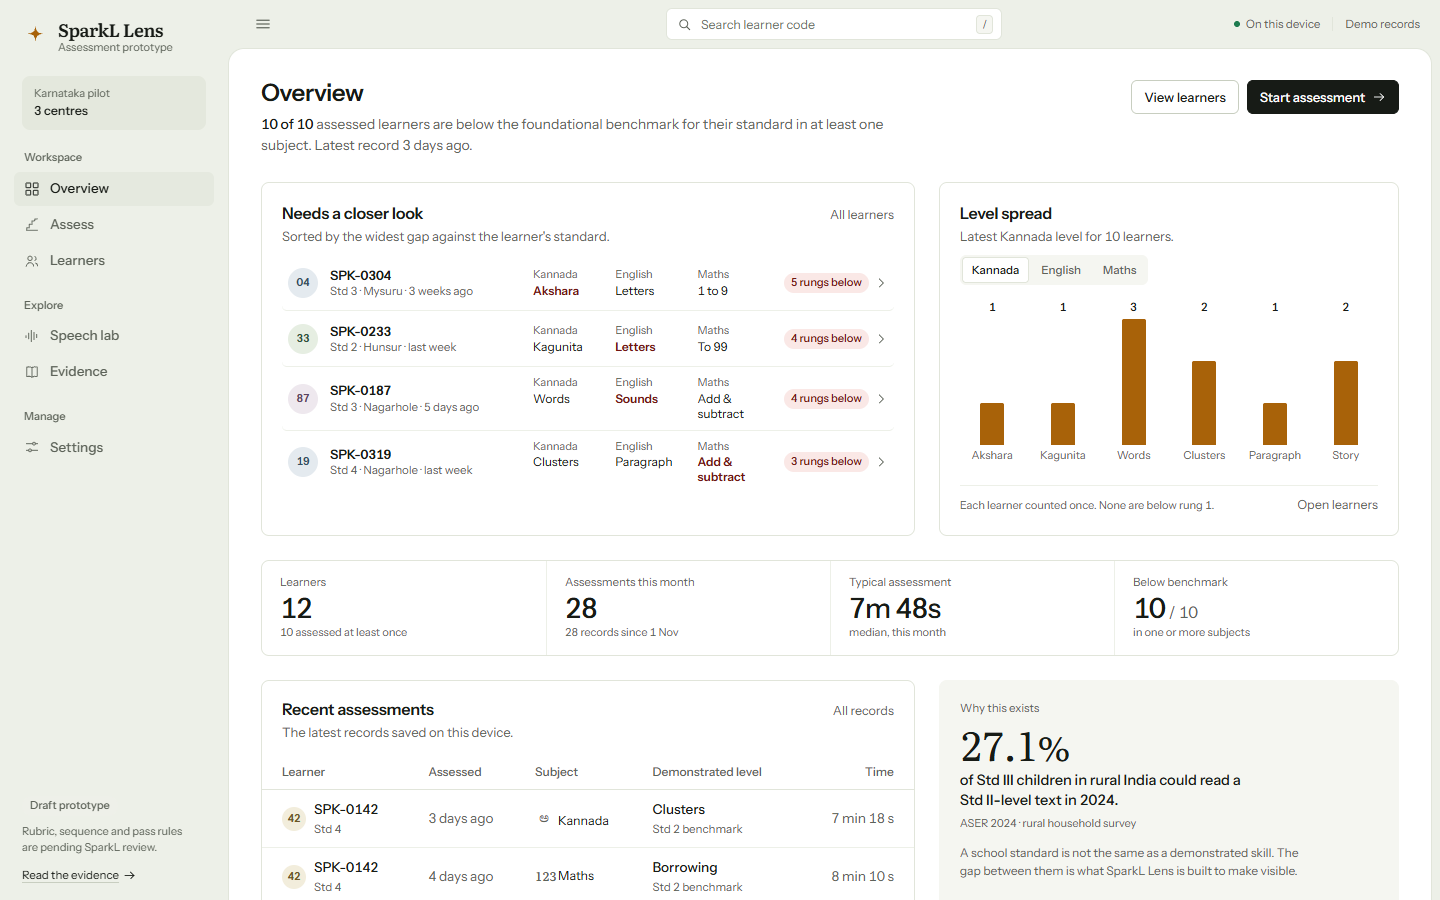 SparkL Lens
Assessment prototype
Karnataka pilot
3 centres
Workspace
Overview
Assess
Learners
Explore
Speech lab
Evidence
Manage
Settings
Draft prototype
Rubric, sequence and pass rules
are pending SparkL review.
Read the evidence →
Search learner code /
On this device
Demo records
Overview
10 of 10 assessed learners are below the foundational benchmark for their standard in at least one
subject. Latest record 3 days ago.
View learners
Start assessment →
Needs a closer look
All learners
Sorted by the widest gap against the learner's standard.
04 SPK-0304 Kannada English Maths
Std 3 · Mysuru · 3 weeks ago Akshara Letters 1 to 9 5 rungs below
33 SPK-0233 Kannada English Maths
Std 2 · Hunsur · last week Kagunita Letters To 99 4 rungs below
87 SPK-0187 Kannada English Maths
Std 3 · Nagarhole · 5 days ago Words Sounds Add & 4 rungs below
subtract
19 SPK-0319 Kannada English Maths
Std 4 · Nagarhole · last week Clusters Paragraph Add & 3 rungs below
subtract
Level spread
Latest Kannada level for 10 learners.
Kannada English Maths
1 1 3 2 1 2
Akshara Kagunita Words Clusters Paragraph Story
Each learner counted once. None are below rung 1.
Open learners
Learners
12
10 assessed at least once
Assessments this month
28
28 records since 1 Nov
Typical assessment
7m 48s
median, this month
Below benchmark
10 / 10
in one or more subjects
Recent assessments
All records
The latest records saved on this device.
Learner Assessed Subject Demonstrated level Time
42 SPK-0142 3 days ago Kannada Clusters 7 min 18 s
Std 4 Std 2 benchmark
42 SPK-0142 4 days ago 123 Maths Borrowing 8 min 10 s
Std 4 Std 2 benchmark
Why this exists
27.1%
of Std III children in rural India could read a
Std II-level text in 2024.
ASER 2024 · rural household survey
A school standard is not the same as a demonstrated skill. The
gap between them is what SparkL Lens is built to make visible.